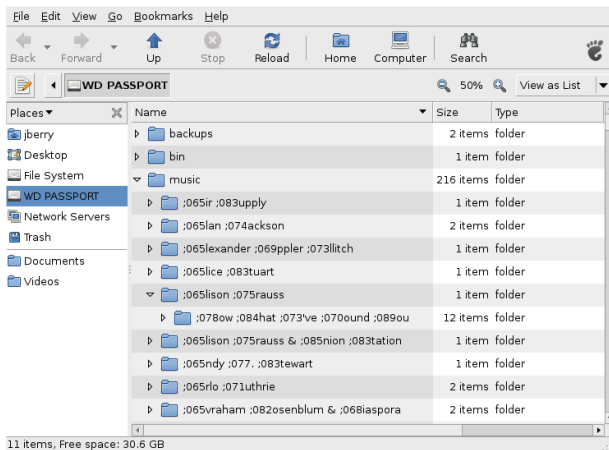 File Edit View Go Bookmarks Help
Back Forward Up Stop Reload Home Computer Search
WD PASSPORT 50% View as List
Places Name Size Type
jberry
Desktop
File System
WD PASSPORT
Network Servers
Trash
Documents
Videos
backups 2 items folder
bin 1 item folder
music 216 items folder
;065ir ;083upply 1 item folder
;065lan ;074ackson 2 items folder
;065lexander ;069ppler ;073llitch 1 item folder
;065lice ;083tuart 1 item folder
;065lison ;075rauss 1 item folder
;078ow ;084hat ;073've ;070ound ;089ou 12 items folder
;065lison ;075rauss & ;085nion ;083tation 1 item folder
;065ndy ;077. ;083tewart 1 item folder
;065rlo ;071uthrie 2 items folder
;065vraham ;082osenblum & ;068iaspora 2 items folder
11 items, Free space: 30.6 GB